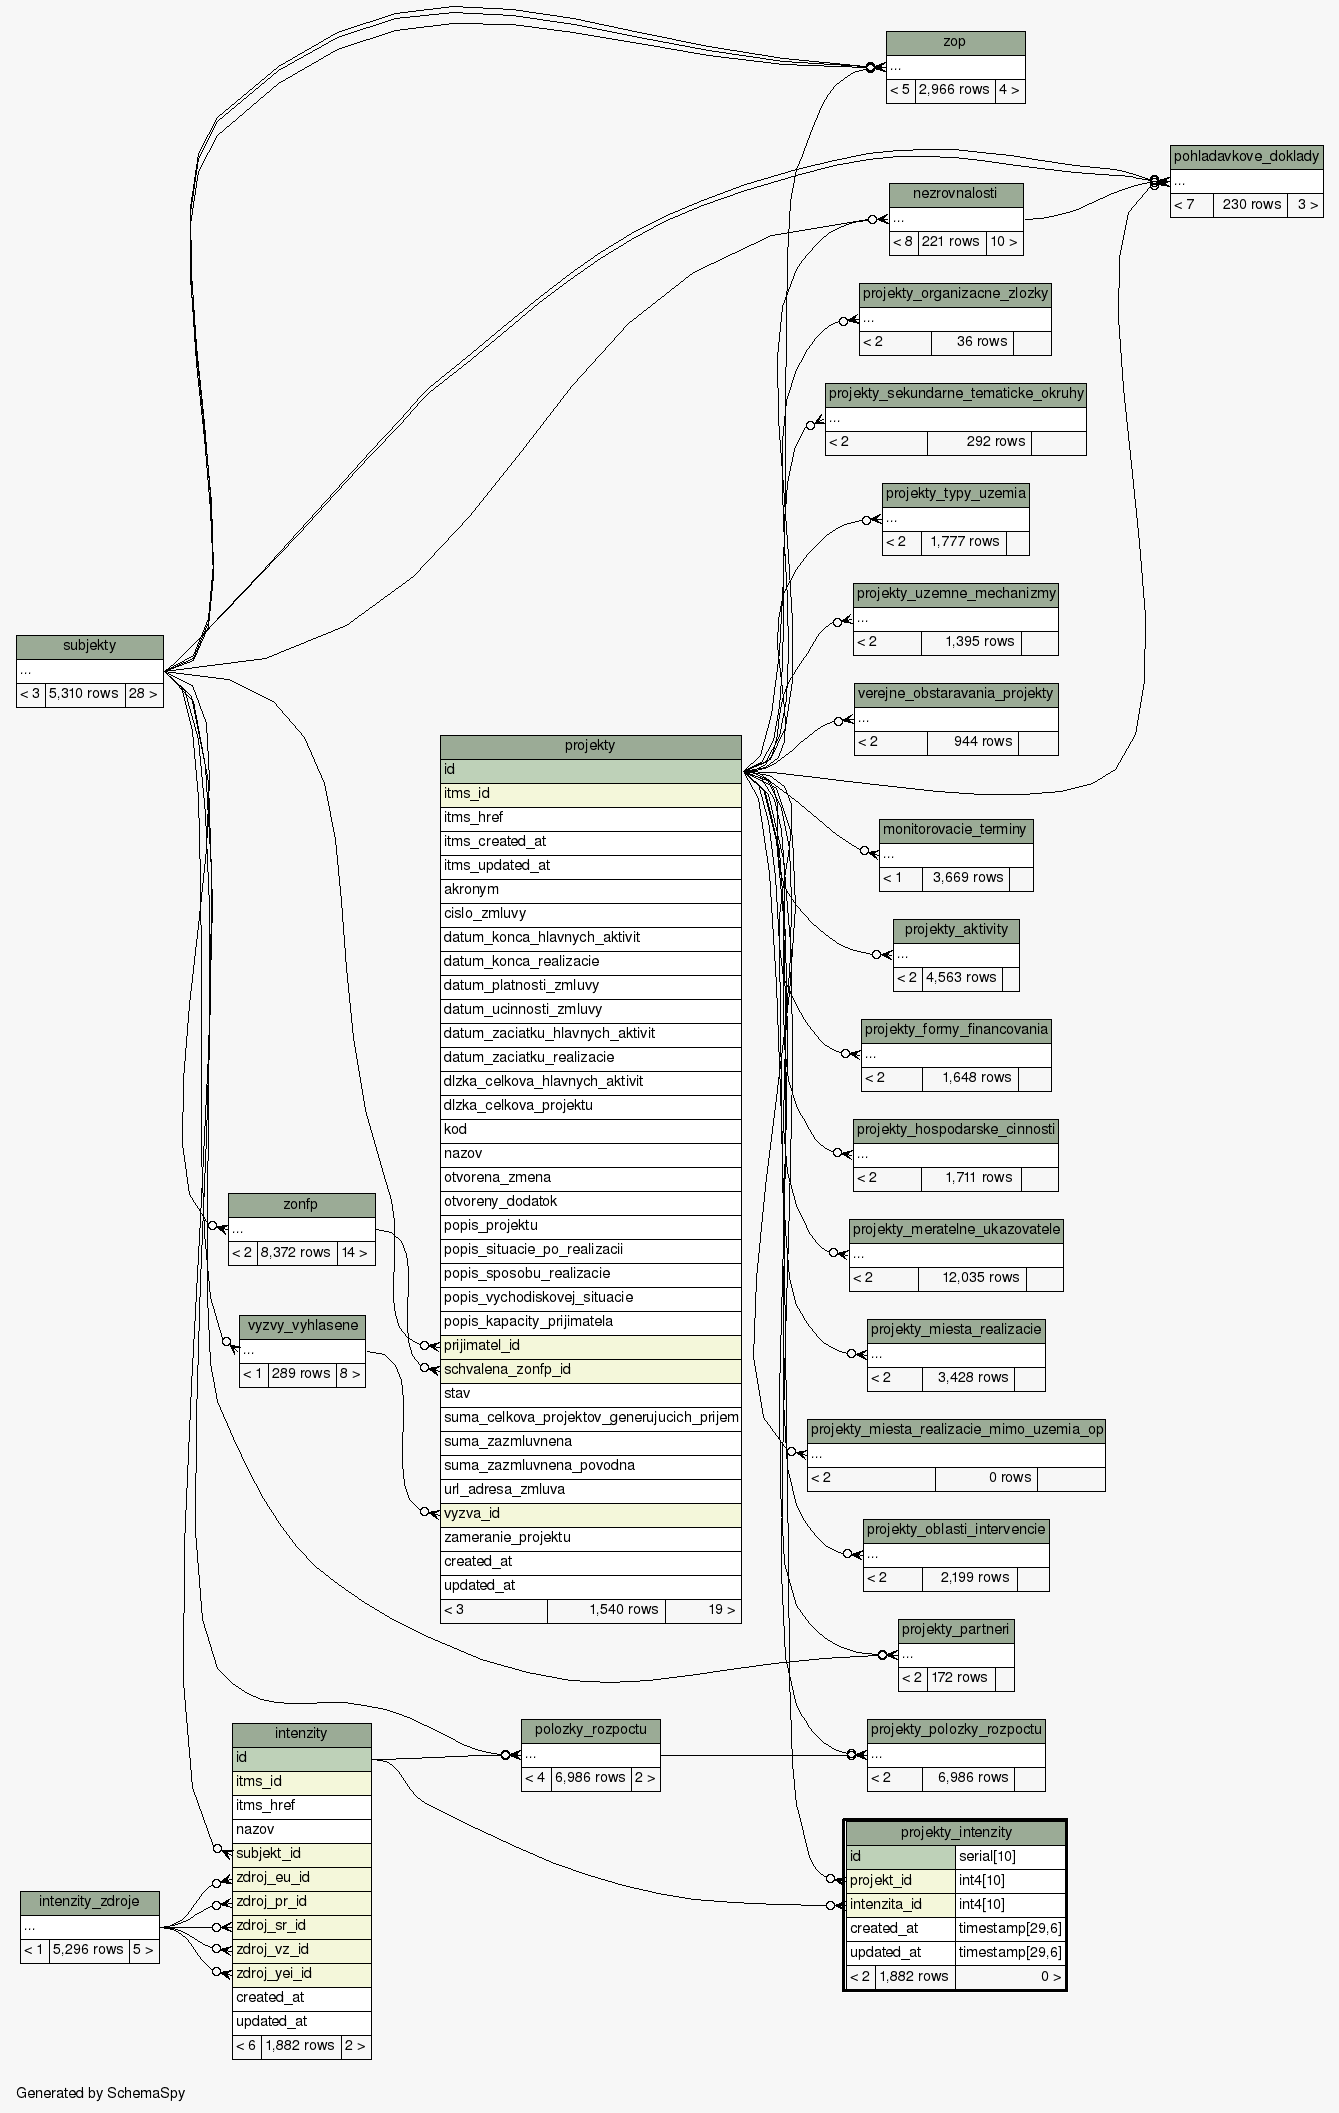 zop
...
< 5 2,966 rows 4 >
pohladavkove_doklady
...
< 7 230 rows 3 >
nezrovnalosti
...
< 8 221 rows 10 >
projekty_organizacne_zlozky
...
< 2 36 rows
projekty_sekundarne_tematicke_okruhy
...
< 2 292 rows
projekty_typy_uzemia
...
< 2 1,777 rows
projekty_uzemne_mechanizmy
...
< 2 1,395 rows
subjekty
...
< 3 5,310 rows 28 >
verejne_obstaravania_projekty
...
< 2 944 rows
projekty
id
itms_id
itms_href
itms_created_at
itms_updated_at
akronym
cislo_zmluvy
datum_konca_hlavnych_aktivit
datum_konca_realizacie
datum_platnosti_zmluvy
datum_ucinnosti_zmluvy
datum_zaciatku_hlavnych_aktivit
datum_zaciatku_realizacie
dlzka_celkova_hlavnych_aktivit
dlzka_celkova_projektu
kod
nazov
otvorena_zmena
otvoreny_dodatok
popis_projektu
popis_situacie_po_realizacii
popis_sposobu_realizacie
popis_vychodiskovej_situacie
popis_kapacity_prijimatela
prijimatel_id
schvalena_zonfp_id
stav
suma_celkova_projektov_generujucich_prijem
suma_zazmluvnena
suma_zazmluvnena_povodna
url_adresa_zmluva
vyzva_id
zameranie_projektu
created_at
updated_at
< 3 1,540 rows 19 >
monitorovacie_terminy
...
< 1 3,669 rows
projekty_aktivity
...
< 2 4,563 rows
projekty_formy_financovania
...
< 2 1,648 rows
projekty_hospodarske_cinnosti
...
< 2 1,711 rows
zonfp
...
< 2 8,372 rows 14 >
projekty_meratelne_ukazovatele
...
< 2 12,035 rows
vyzvy_vyhlasene
...
< 1 289 rows 8 >
projekty_miesta_realizacie
...
< 2 3,428 rows
projekty_miesta_realizacie_mimo_uzemia_op
...
< 2 0 rows
projekty_oblasti_intervencie
...
< 2 2,199 rows
projekty_partneri
...
< 2 172 rows
intenzity
id
itms_id
itms_href
nazov
subjekt_id
zdroj_eu_id
zdroj_pr_id
zdroj_sr_id
zdroj_vz_id
zdroj_yei_id
created_at
updated_at
< 6 1,882 rows 2 >
polozky_rozpoctu
...
< 4 6,986 rows 2 >
projekty_polozky_rozpoctu
...
< 2 6,986 rows
projekty_intenzity
id serial[10]
projekt_id int4[10]
intenzita_id int4[10]
created_at timestamp[29,6]
updated_at timestamp[29,6]
< 2 1,882 rows 0 >
intenzity_zdroje
...
< 1 5,296 rows 5 >
Generated by SchemaSpy